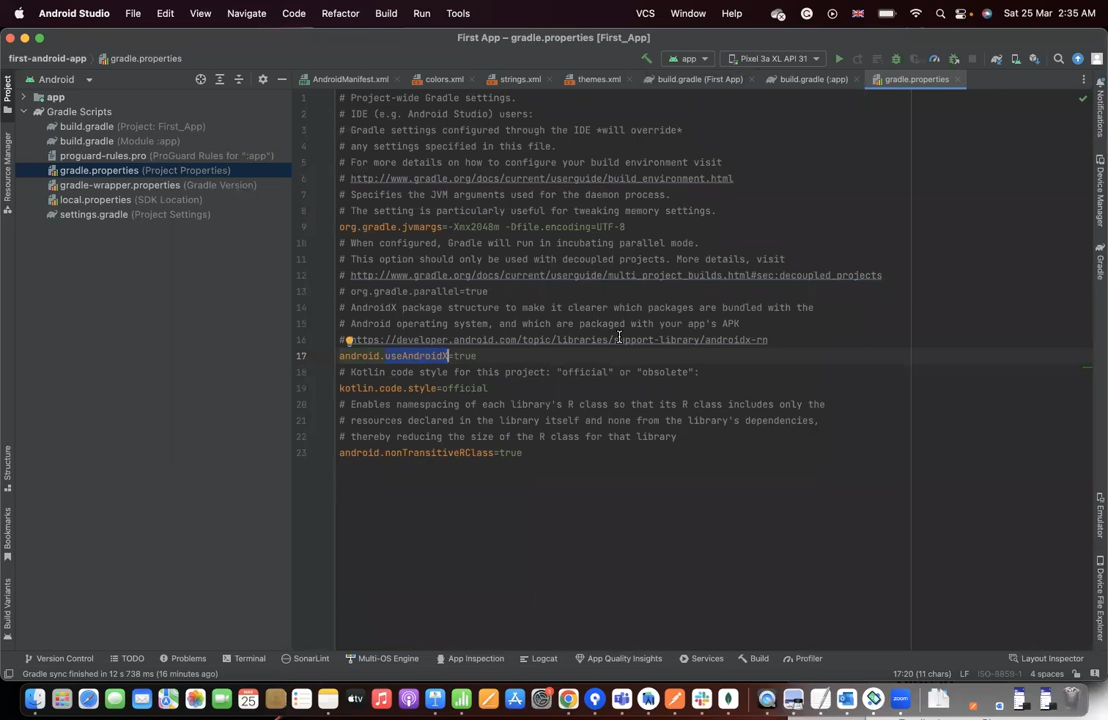 Android Studio File Edit View Navigate Code Refactor Build Run Tools VCS Window Help Sat 25 Mar 2:35 AM
First App – gradle.properties [First_App]
first-android-app gradle.properties app Pixel 3a XL API 31
Android AndroidManifest.xml colors.xml strings.xml themes.xml build.gradle (First App) build.gradle (:app) gradle.properties
Project
Resource Manager
Structure
Bookmarks
Build Variants
app
Gradle Scripts
build.gradle (Project: First_App)
build.gradle (Module :app)
proguard-rules.pro (ProGuard Rules for ":app")
gradle.properties (Project Properties)
gradle-wrapper.properties (Gradle Version)
local.properties (SDK Location)
settings.gradle (Project Settings)
1 # Project-wide Gradle settings.
2 # IDE (e.g. Android Studio) users:
3 # Gradle settings configured through the IDE *will override*
4 # any settings specified in this file.
5 # For more details on how to configure your build environment visit
6 # http://www.gradle.org/docs/current/userguide/build_environment.html
7 # Specifies the JVM arguments used for the daemon process.
8 # The setting is particularly useful for tweaking memory settings.
9 org.gradle.jvmargs=-Xmx2048m -Dfile.encoding=UTF-8
10 # When configured, Gradle will run in incubating parallel mode.
11 # This option should only be used with decoupled projects. More details, visit
12 # http://www.gradle.org/docs/current/userguide/multi_project_builds.html#sec:decoupled_projects
13 # org.gradle.parallel=true
14 # AndroidX package structure to make it clearer which packages are bundled with the
15 # Android operating system, and which are packaged with your app's APK
16 # https://developer.android.com/topic/libraries/support-library/androidx-rn
17 android.useAndroidX=true
18 # Kotlin code style for this project: "official" or "obsolete":
19 kotlin.code.style=official
20 # Enables namespacing of each library's R class so that its R class includes only the
21 # resources declared in the library itself and none from the library's dependencies,
22 # thereby reducing the size of the R class for that library
23 android.nonTransitiveRClass=true
Notifications
Device Manager
Gradle
Emulator
Device File Explorer
Version Control TODO Problems Terminal SonarLint Multi-OS Engine App Inspection Logcat App Quality Insights Services Build Profiler Layout Inspector
Gradle sync finished in 12 s 738 ms (16 minutes ago) 17:20 (11 chars) LF ISO-8859-1 4 spaces
MAR
25
tv
zoom